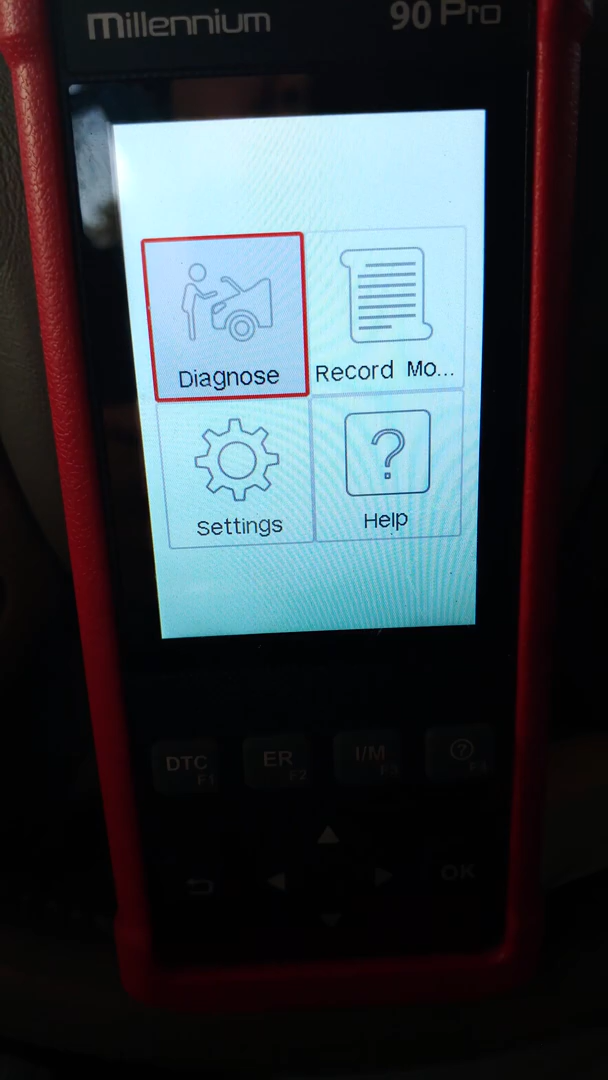 Millennium 90 Pro
Diagnose
Record Mo...
Settings
Help
DTC
F1
ER
F2
I/M
F3
?
F4
OK